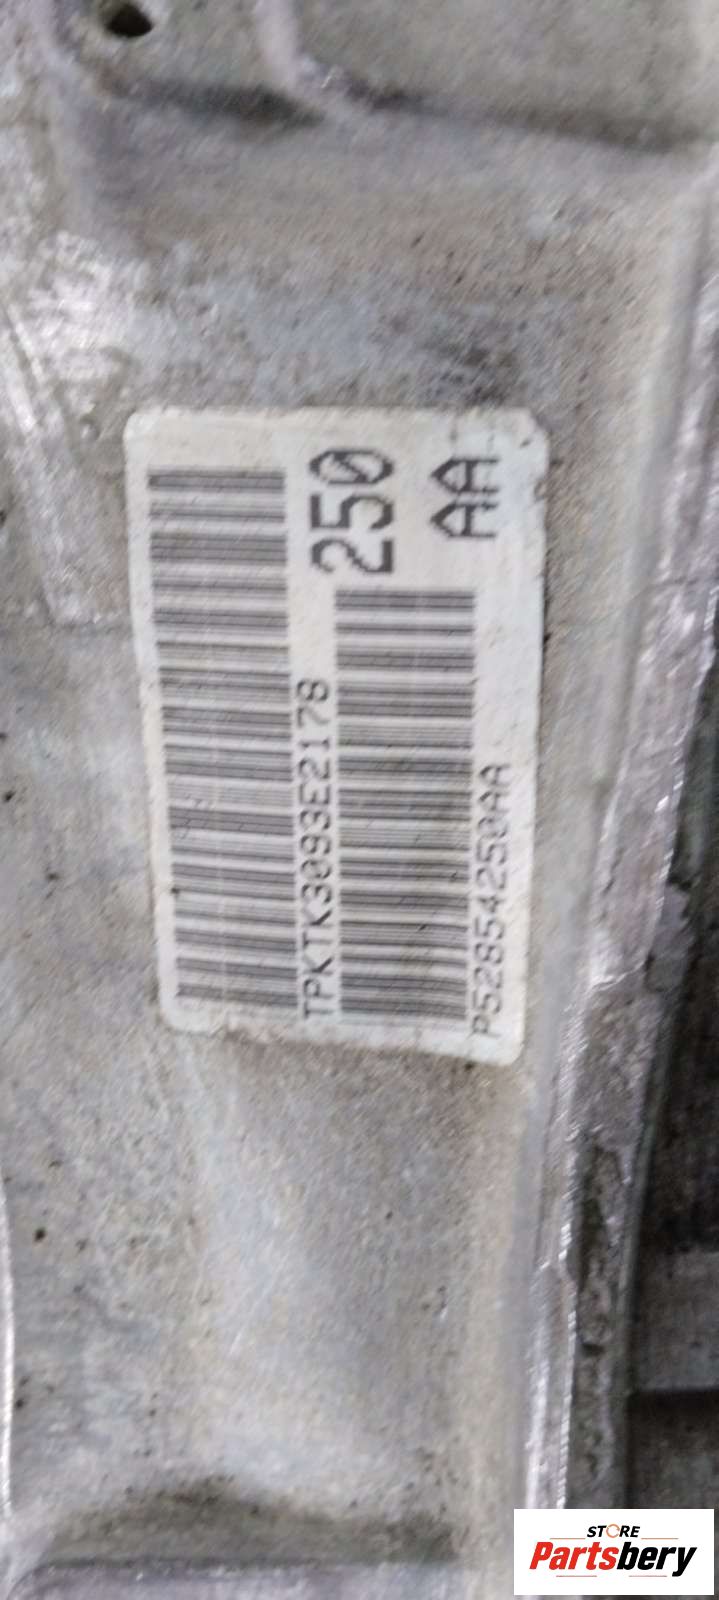 TPKTK3093E2178
250
P52854250AA
AA
STORE
Partsbery